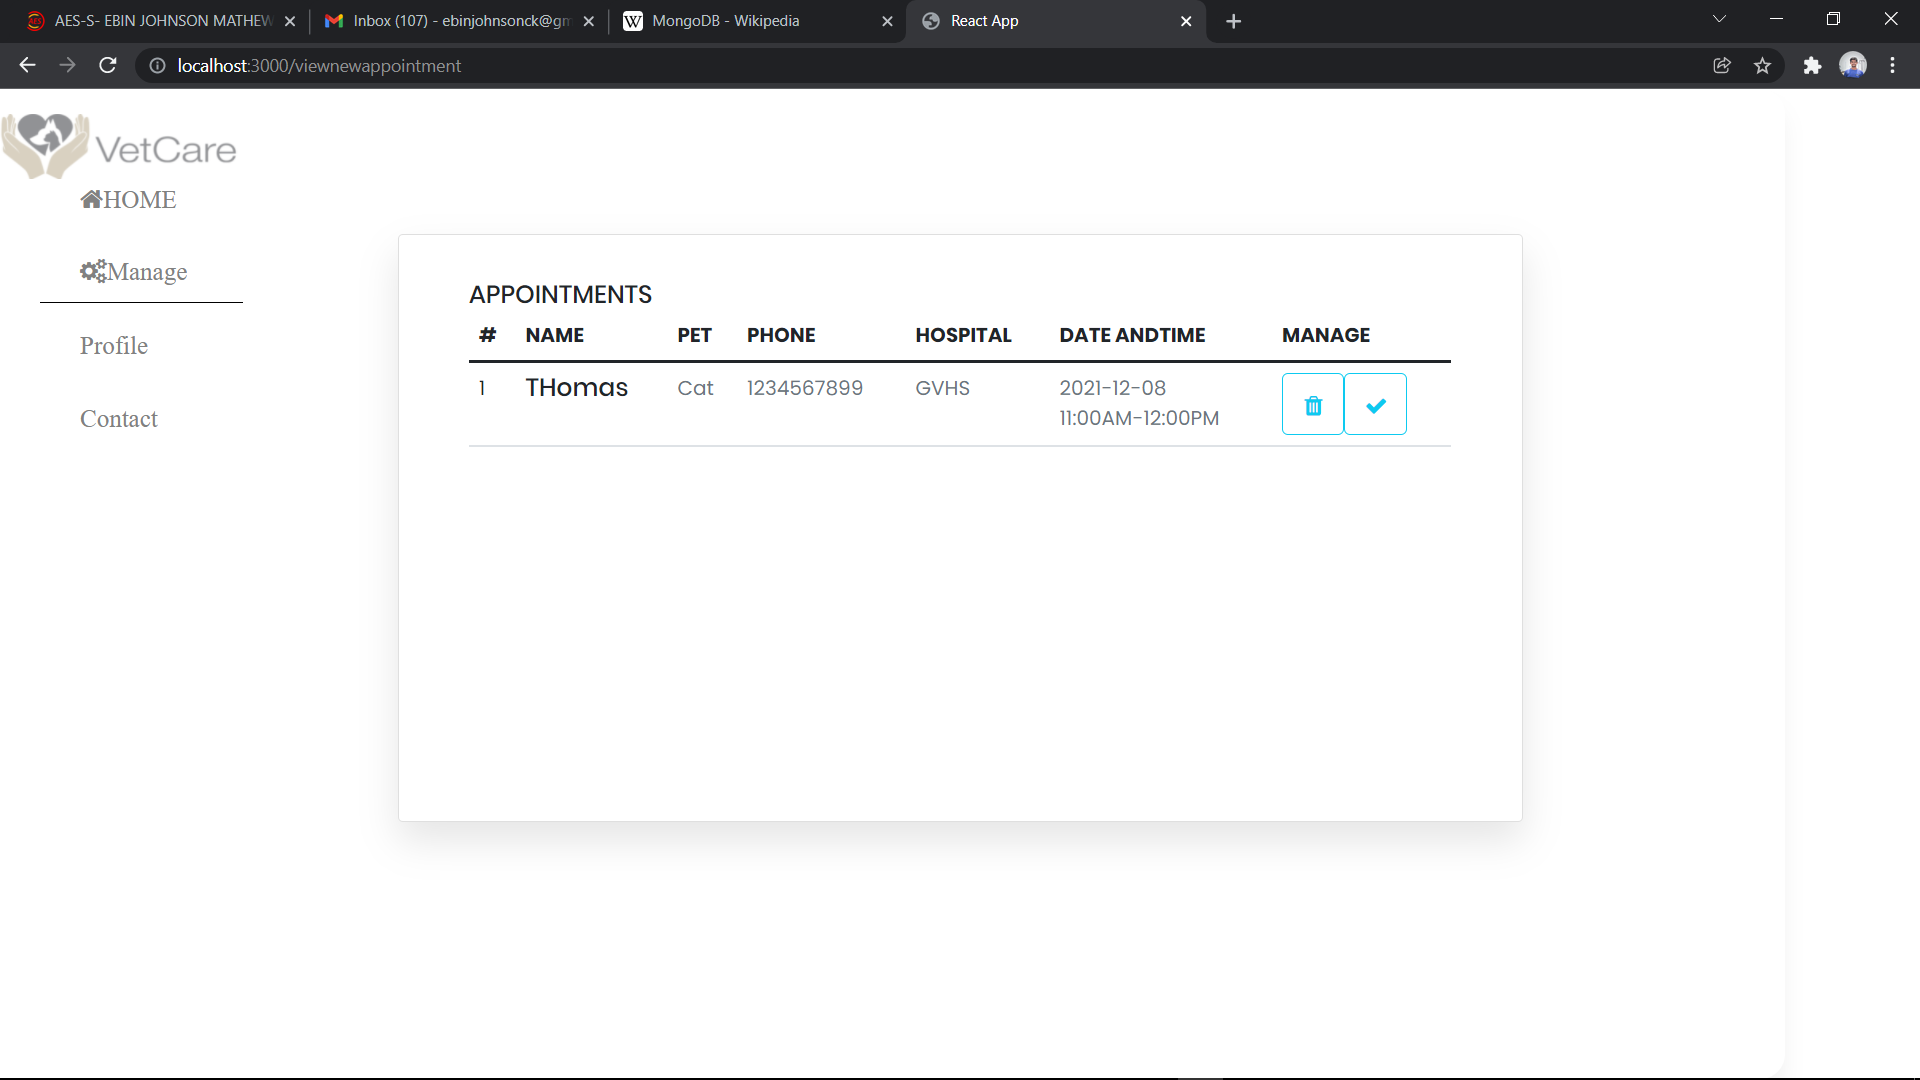 AES-S- EBIN JOHNSON MATHEW
Inbox (107) - ebinjohnsonck@gm
W MongoDB - Wikipedia
React App
localhost:3000/viewnewappointment
VetCare
HOME
Manage
Profile
Contact
APPOINTMENTS
# NAME PET PHONE HOSPITAL DATE ANDTIME MANAGE
1 THomas Cat 1234567899 GVHS 2021-12-08
11:00AM-12:00PM